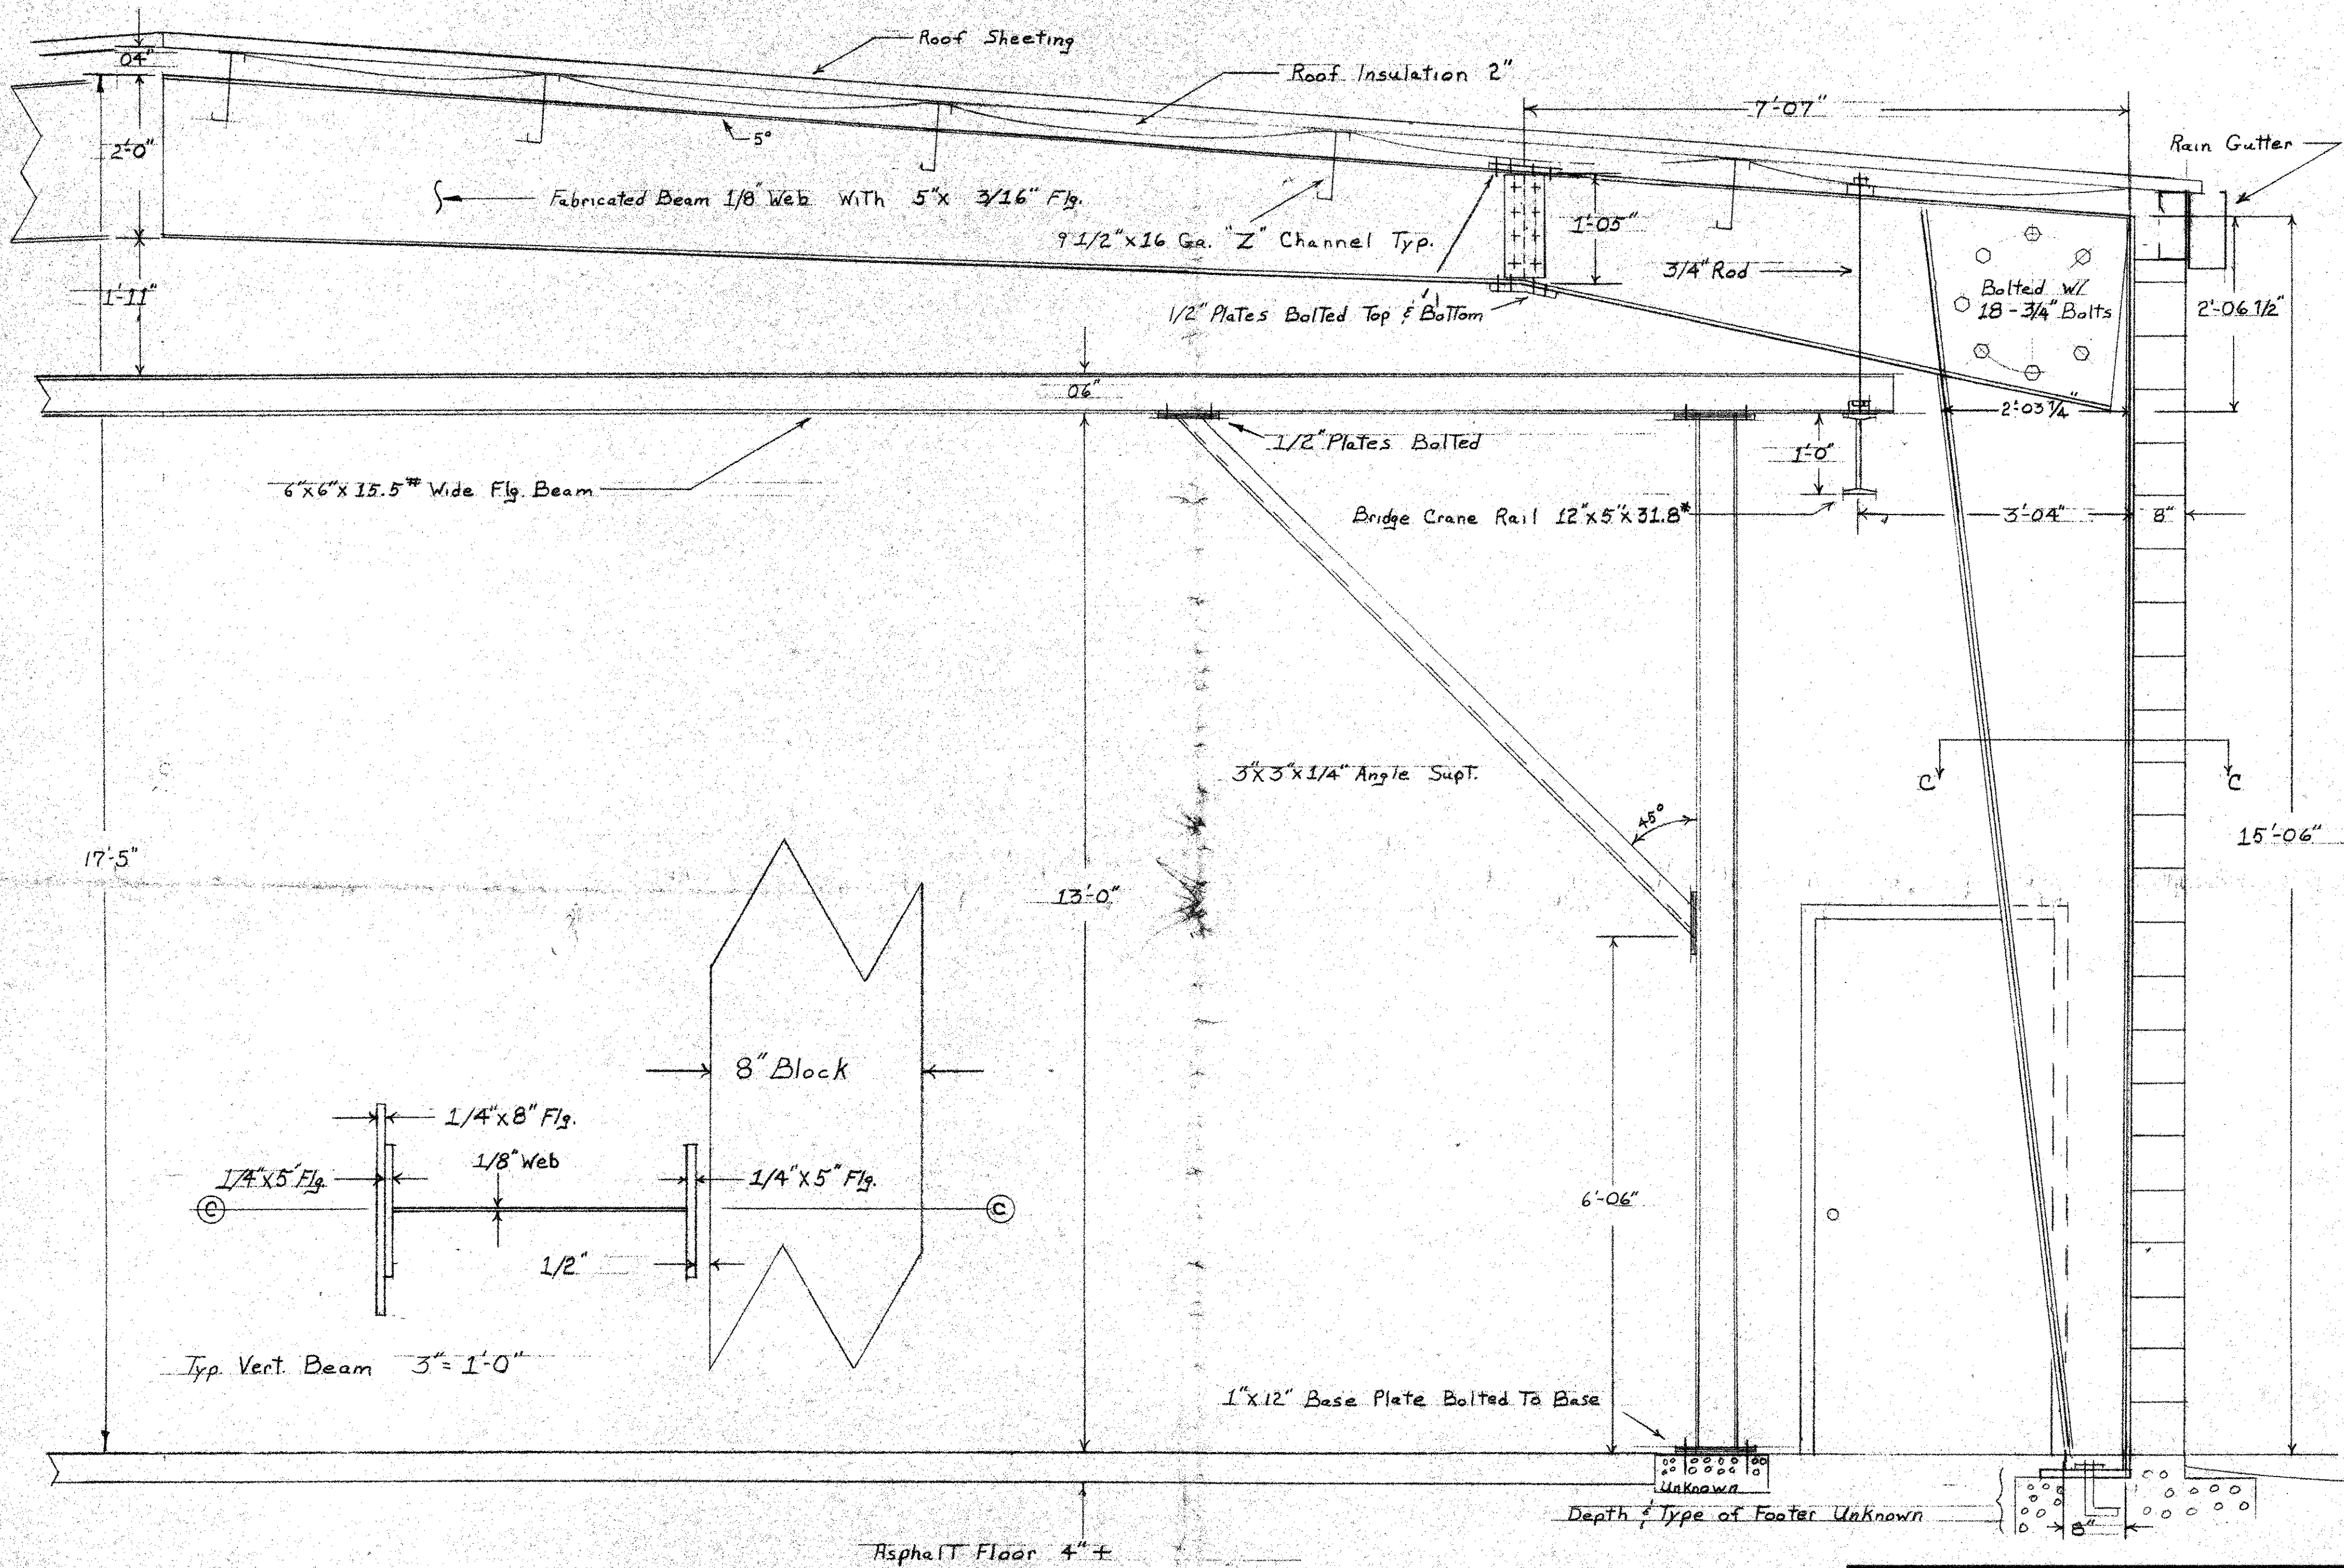 Roof Sheeting
04"
Roof Insulation 2"
7'-07"
5°
Rain Gutter
2'-0"
Fabricated Beam 1/8" Web WITH 5"x 3/16" Flg.
1'-05"
9 1/2"x16 Ga. "Z" Channel Typ.
3/4" Rod
1'-11"
Bolted W/
18-3/4" Bolts
2'-06 1/2"
1/2" Plates Bolted Top & Bottom
06"
2'-03 1/4"
1/2" Plates Bolted
1'-0"
6"x6"x15.5# Wide Flg. Beam
Bridge Crane Rail 12"x5"x31.8#
3'-04"
8"
3"x3"x1/4" Angle Supt.
C
C
45°
17'-5"
15'-06"
13'-0"
8" Block
1/4"x8" Flg.
1/8" Web
1/4"x5" Flg.
1/4"x5" Flg.
C
C
6'-06"
1/2"
Typ. Vert. Beam 3"= 1'-0"
1"x12" Base Plate Bolted To Base
Unknown
Depth & Type of Footer Unknown
8"
Asphalt Floor 4" ±